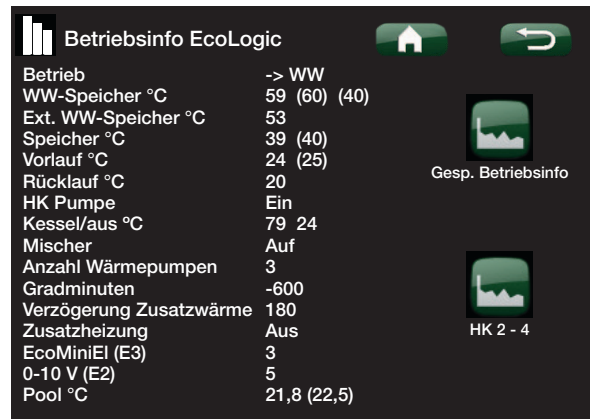 Betriebsinfo EcoLogic
Betrieb -> WW
WW-Speicher °C 59 (60) (40)
Ext. WW-Speicher °C 53
Speicher °C 39 (40)
Vorlauf °C 24 (25)
Rücklauf °C 20
HK Pumpe Ein
Kessel/aus ºC 79 24
Mischer Auf
Anzahl Wärmepumpen 3
Gradminuten -600
Verzögerung Zusatzwärme 180
Zusatzheizung Aus
EcoMiniEl (E3) 3
0-10 V (E2) 5
Pool °C 21,8 (22,5)
Gesp. Betriebsinfo
HK 2 - 4